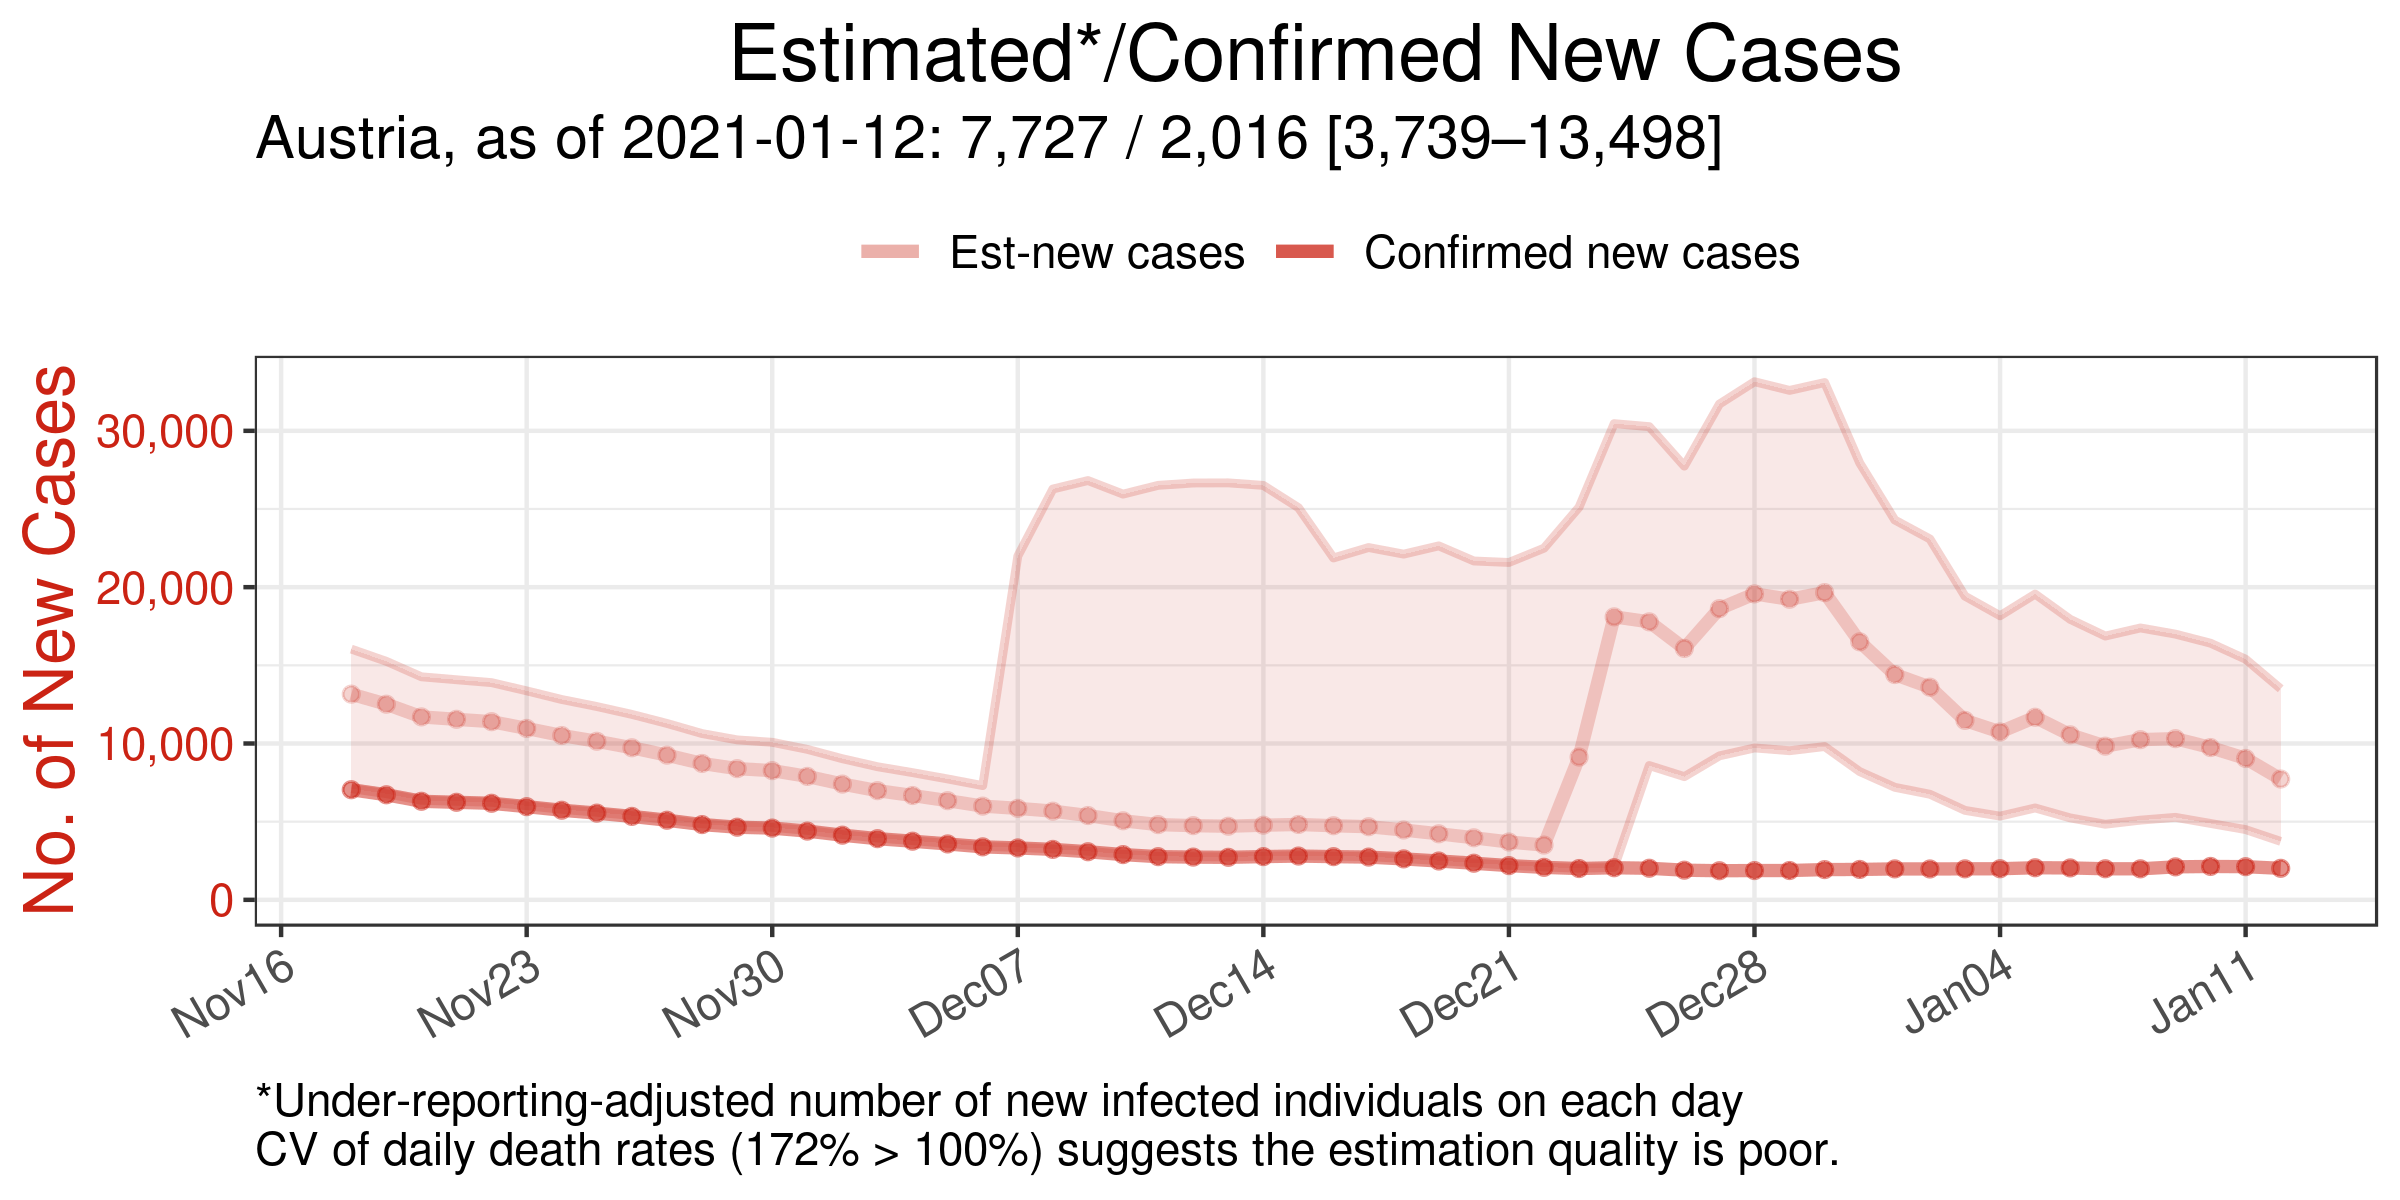 Estimated*/Confirmed New Cases
Austria, as of 2021-01-12: 7,727 / 2,016 [3,739–13,498]
Est-new cases
Confirmed new cases
No. of New Cases
30,000
20,000
10,000
0
Nov16
Nov23
Nov30
Dec07
Dec14
Dec21
Dec28
Jan04
Jan11
*Under-reporting-adjusted number of new infected individuals on each day
CV of daily death rates (172% > 100%) suggests the estimation quality is poor.